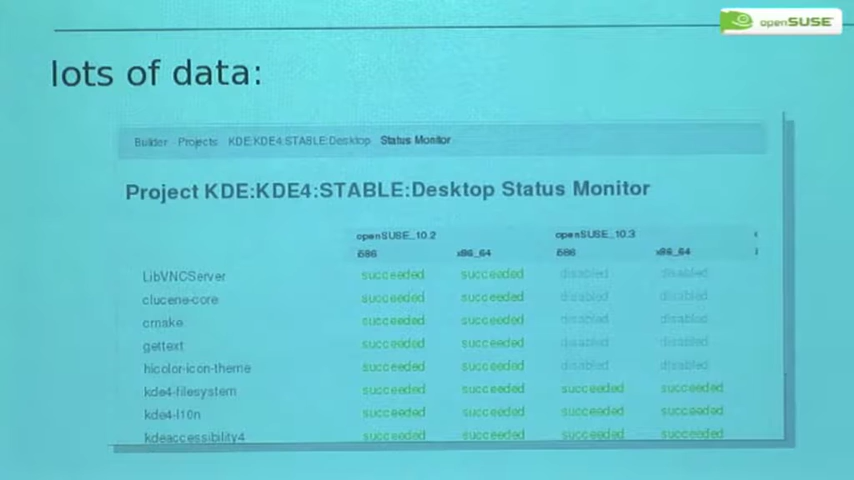 openSUSE
lots of data:
Builder Projects KDE:KDE4:STABLE:Desktop Status Monitor
Project KDE:KDE4:STABLE:Desktop Status Monitor
openSUSE_10.2 openSUSE_10.3
i586 x86_64 i586 x86_64
LibVNCServer succeeded succeeded disabled disabled
clucene-core succeeded succeeded disabled disabled
cmake succeeded succeeded disabled disabled
gettext succeeded succeeded disabled disabled
hicolor-icon-theme succeeded succeeded disabled disabled
kde4-filesystem succeeded succeeded succeeded succeeded
kde4-l10n succeeded succeeded succeeded succeeded
kdeaccessibility4 succeeded succeeded succeeded succeeded